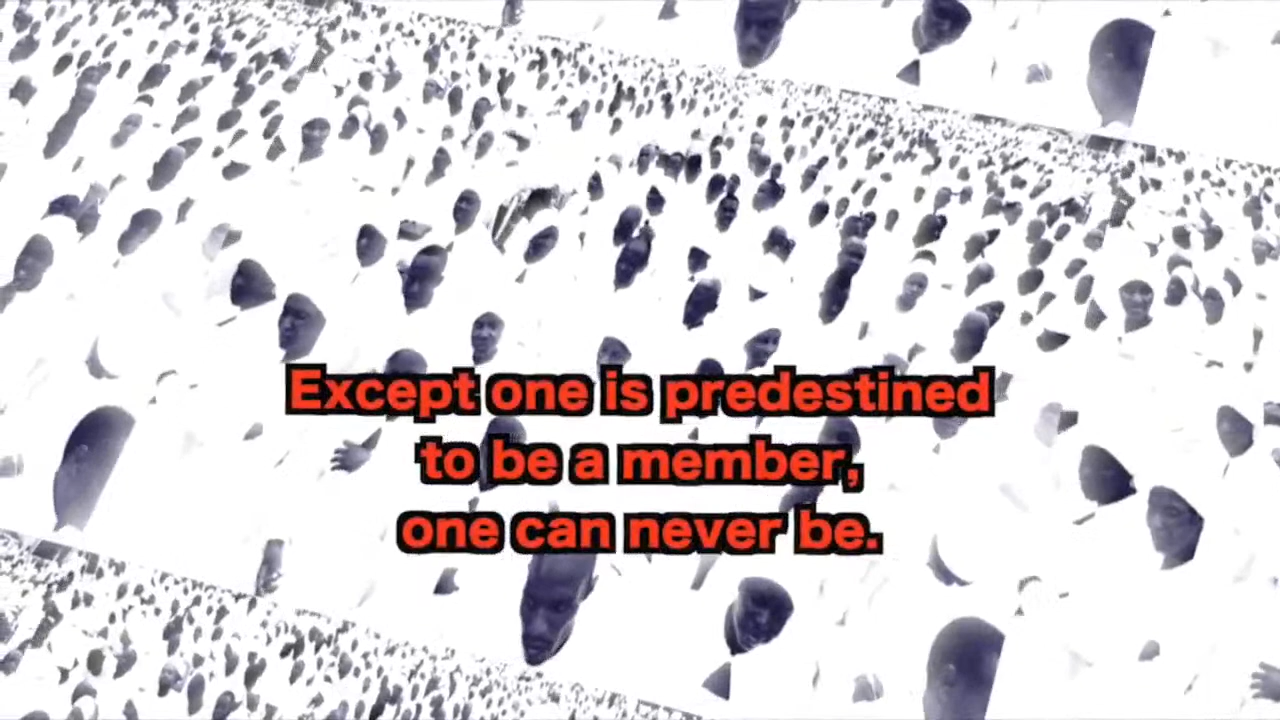 Except one is predestined
to be a member,
one can never be.